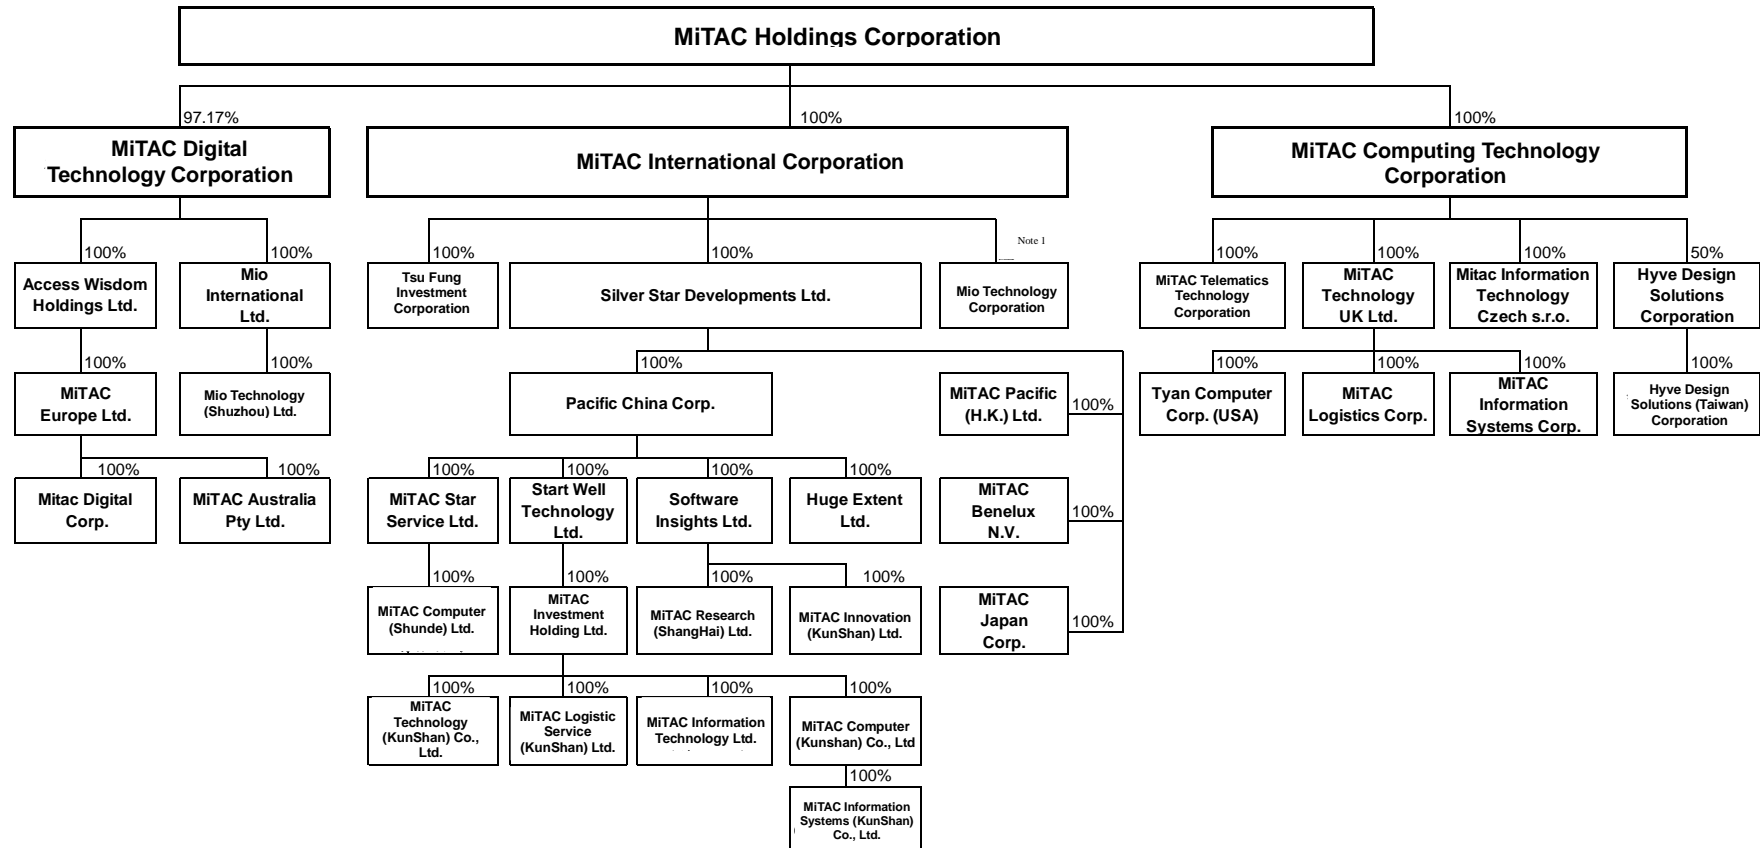 MiTAC Holdings Corporation
97.17%
100%
100%
MiTAC Digital
Technology Corporation
MiTAC International Corporation
MiTAC Computing Technology
Corporation
100%
100%
100%
100%
Note 1
100%
100%
100%
50%
Access Wisdom
Holdings Ltd.
Mio
International
Ltd.
Tsu Fung
Investment
Corporation
Silver Star Developments Ltd.
Mio Technology
Corporation
MiTAC Telematics
Technology
Corporation
MiTAC
Technology
UK Ltd.
Mitac Information
Technology
Czech s.r.o.
Hyve Design
Solutions
Corporation
100%
100%
100%
100%
100%
100%
100%
MiTAC
Europe Ltd.
Mio Technology
(Shuzhou) Ltd.
Pacific China Corp.
MiTAC Pacific
(H.K.) Ltd.
100%
Tyan Computer
Corp. (USA)
MiTAC
Logistics Corp.
MiTAC
Information
Systems Corp.
Hyve Design
Solutions (Taiwan)
Corporation
100%
100%
100%
100%
100%
100%
Mitac Digital
Corp.
MiTAC Australia
Pty Ltd.
MiTAC Star
Service Ltd.
Start Well
Technology
Ltd.
Software
Insights Ltd.
Huge Extent
Ltd.
MiTAC
Benelux
N.V.
100%
100%
100%
100%
100%
MiTAC Computer
(Shunde) Ltd.
MiTAC
Investment
Holding Ltd.
MiTAC Research
(ShangHai) Ltd.
MiTAC Innovation
(KunShan) Ltd.
MiTAC
Japan
Corp.
100%
100%
100%
100%
100%
MiTAC
Technology
(KunShan) Co.,
Ltd.
MiTAC Logistic
Service
(KunShan) Ltd.
MiTAC Information
Technology Ltd.
MiTAC Computer
(Kunshan) Co., Ltd
100%
MiTAC Information
Systems (KunShan)
Co., Ltd.